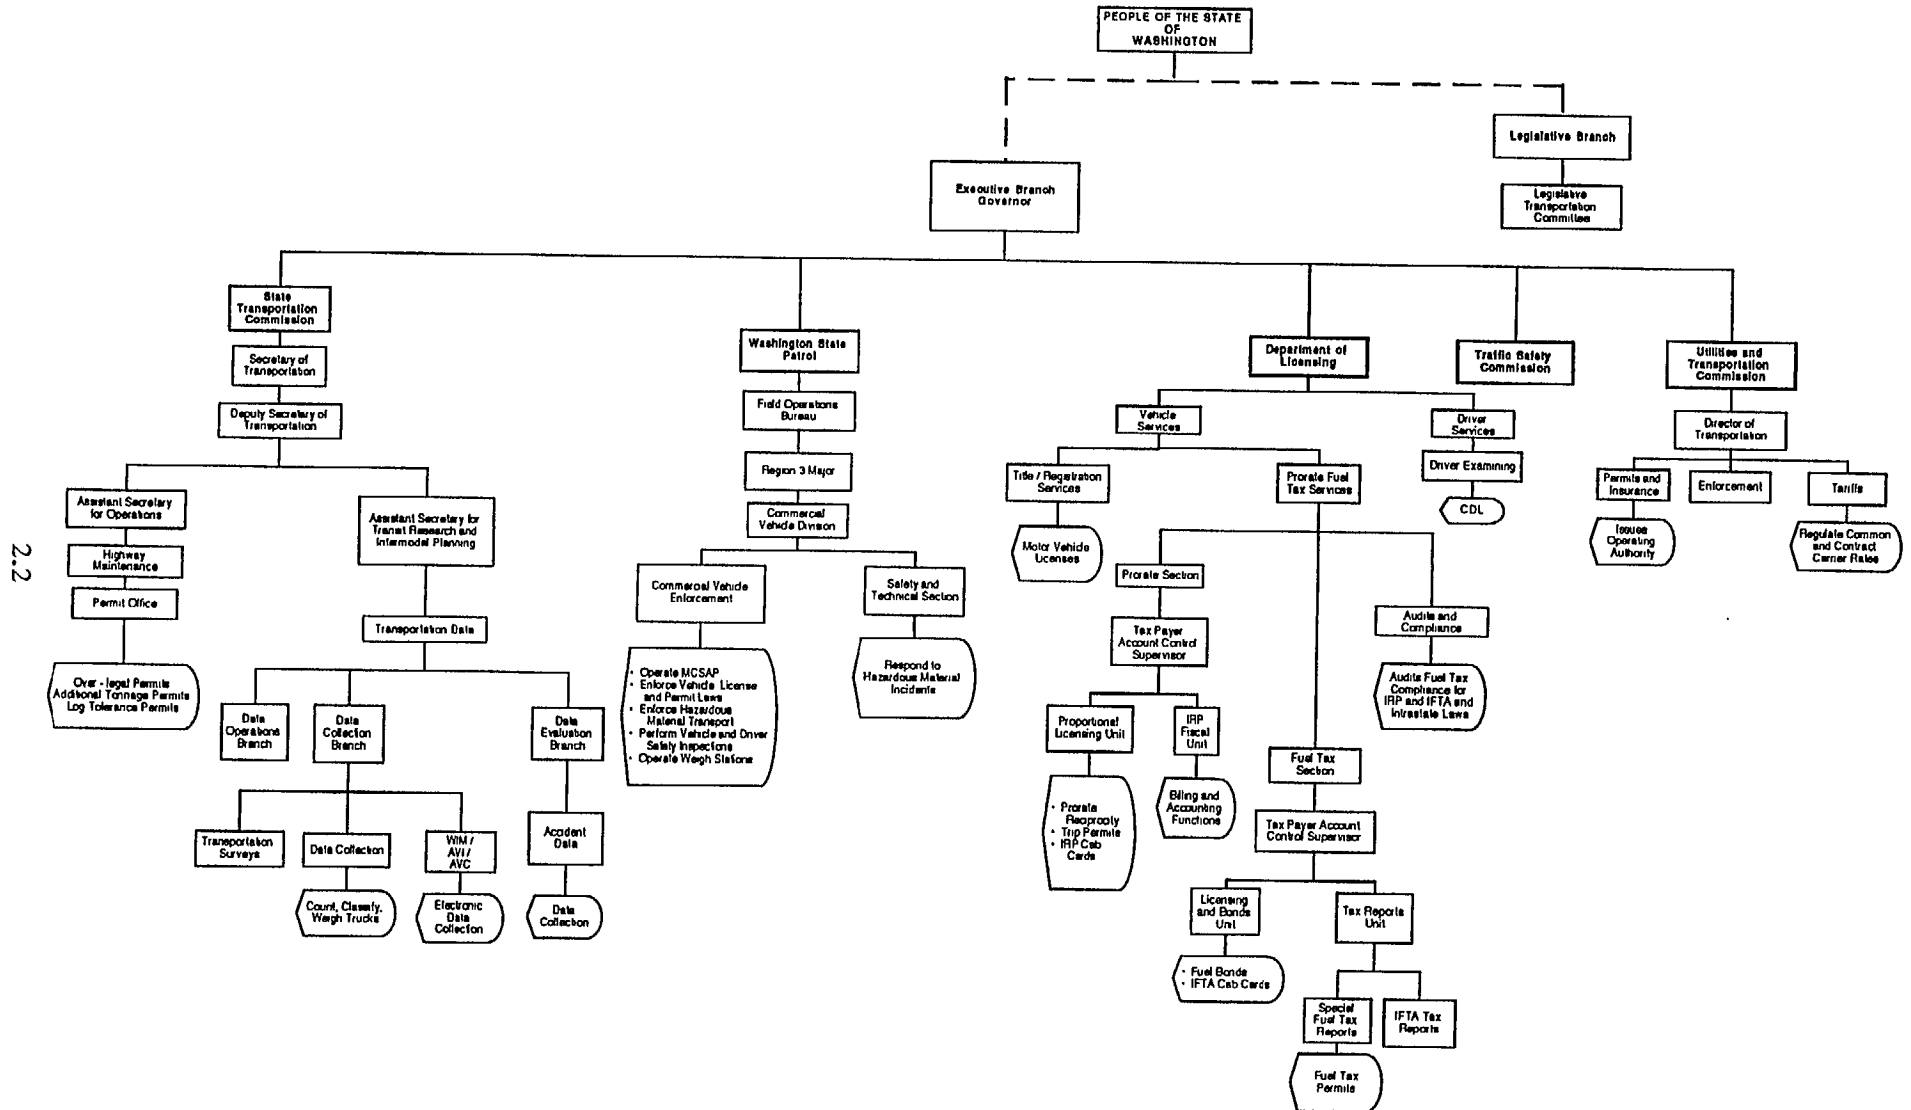 PEOPLE OF THE STATE
OF
WASHINGTON
Legislative Branch
Legislative
Transportation
Committee
Executive Branch
Governor
State
Transportation
Commission
Secretary of
Transportation
Deputy Secretary of
Transportation
Assistant Secretary
for Operations
Highway
Maintenance
Permit Office
Over - legal Permits
Additional Tonnage Permits
Log Tolerance Permits
Assistant Secretary for
Transit Research and
Intermodel Planning
Transportation Data
Data
Operations
Branch
Data
Collection
Branch
Data
Evaluation
Branch
Transportation
Surveys
Data Collection
WIM /
AVI /
AVC
Accident
Data
Count, Classify,
Weigh Trucks
Electronic
Data
Collection
Data
Collection
Washington State
Patrol
Field Operations
Bureau
Region 3 Major
Commercial
Vehicle Division
Commercial Vehicle
Enforcement
Safety and
Technical Section
• Operate MCSAP
• Enforce Vehicle License
and Permit Laws
• Enforce Hazardous
Material Transport
• Perform Vehicle and Driver
Safety Inspections
• Operate Weigh Stations
Respond to
Hazardous Material
Incidents
Department of
Licensing
Vehicle
Services
Driver
Services
Title / Registration
Services
Prorate Fuel
Tax Services
Driver Examining
CDL
Motor Vehicle
Licenses
Prorate Section
Tax Payer
Account Control
Supervisor
Proportional
Licensing Unit
IRP
Fiscal
Unit
• Prorate
Reciprocity
• Trip Permits
• IRP Cab
Cards
Billing and
Accounting
Functions
Audits and
Compliance
Audits Fuel Tax
Compliance for
IRP and IFTA and
Intrastate Laws
Fuel Tax
Section
Tax Payer Account
Control Supervisor
Licensing
and Bonds
Unit
Tax Reports
Unit
• Fuel Bonds
• IFTA Cab Cards
Special
Fuel Tax
Reports
IFTA Tax
Reports
Fuel Tax
Permits
Traffic Safety
Commission
Utilities and
Transportation
Commission
Director of
Transportation
Permits and
Insurance
Enforcement
Tariffs
Issues
Operating
Authority
Regulate Common
and Contract
Carrier Rates
2.2